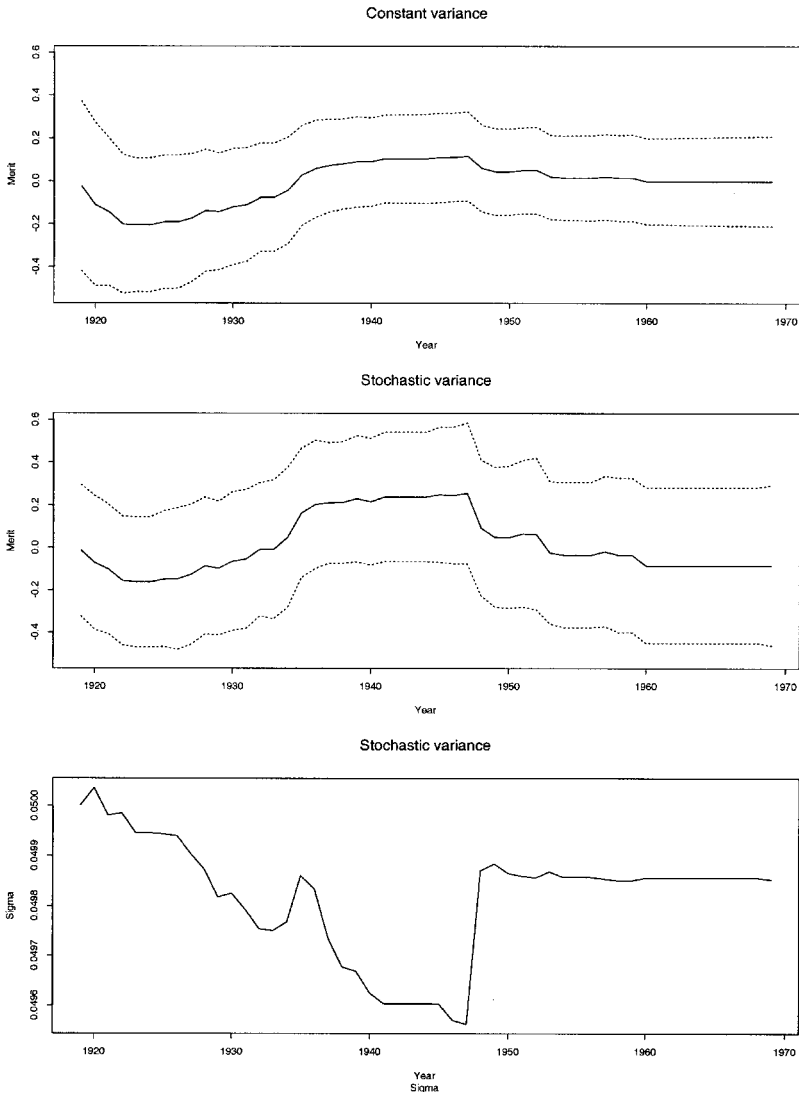 Constant variance
0.6
0.4
0.2
0.0
-0.2
-0.4
Merit
1920 1930 1940 1950 1960 1970
Year
Stochastic variance
0.6
0.4
0.2
0.0
-0.2
-0.4
Merit
1920 1930 1940 1950 1960 1970
Year
Stochastic variance
0.0500
0.0499
0.0498
0.0497
0.0496
Sigma
1920 1930 1940 1950 1960 1970
Year
Sigma